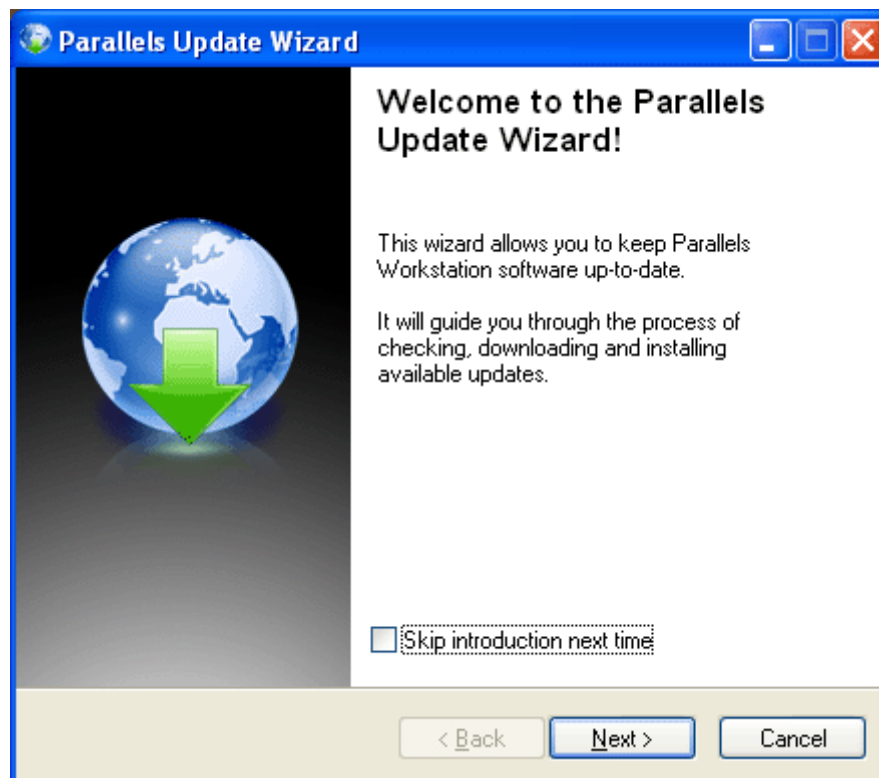 Parallels Update Wizard
Welcome to the Parallels
Update Wizard!
This wizard allows you to keep Parallels
Workstation software up-to-date.
It will guide you through the process of
checking, downloading and installing
available updates.
Skip introduction next time
< Back
Next >
Cancel